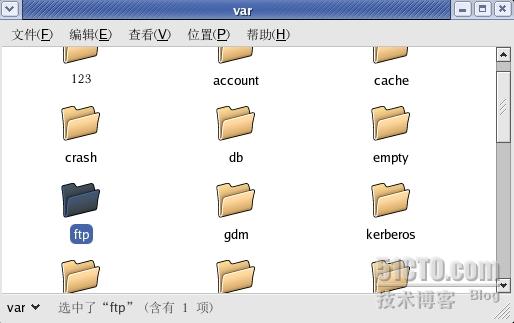 var
文件(F) 编辑(E) 查看(V) 位置(P) 帮助(H)
123 account cache
crash db empty
ftp gdm kerberos
51CTO.com
技术博客 Blog
var 选中了“ftp” (含有 1 项)